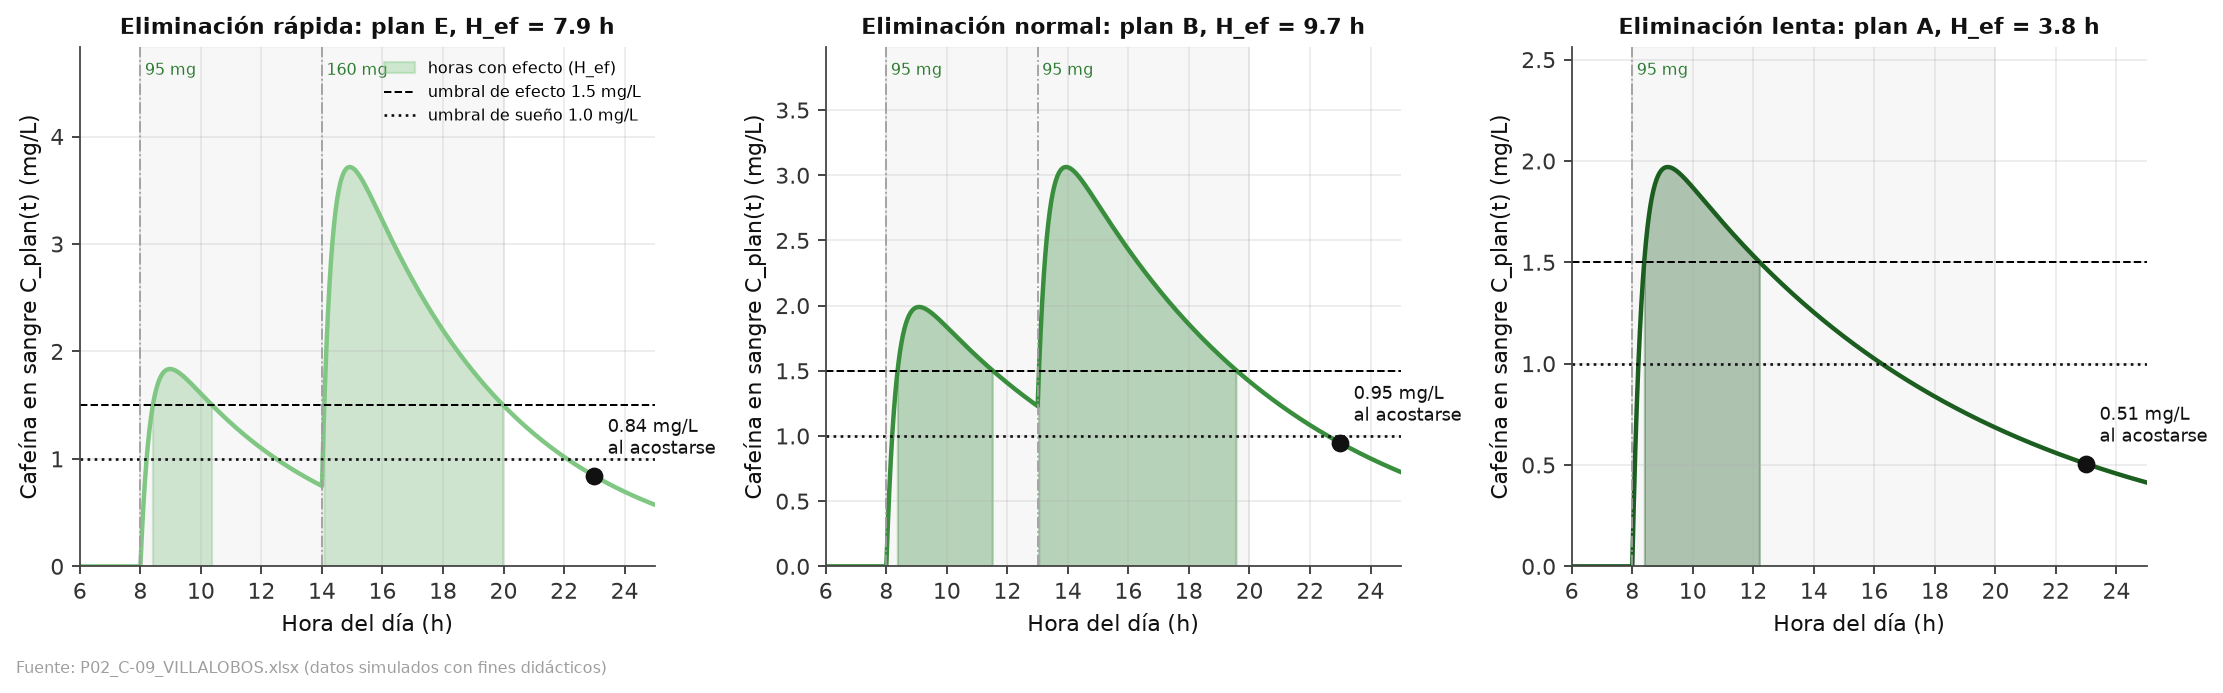 Eliminación rápida: plan E, H_ef = 7.9 h
95 mg
160 mg
horas con efecto (H_ef)
umbral de efecto 1.5 mg/L
umbral de sueño 1.0 mg/L
0.84 mg/L
al acostarse
Cafeína en sangre C_plan(t) (mg/L)
4
3
2
1
0
6 8 10 12 14 16 18 20 22 24
Hora del día (h)
Eliminación normal: plan B, H_ef = 9.7 h
95 mg
95 mg
0.95 mg/L
al acostarse
Cafeína en sangre C_plan(t) (mg/L)
3.5
3.0
2.5
2.0
1.5
1.0
0.5
0.0
6 8 10 12 14 16 18 20 22 24
Hora del día (h)
Eliminación lenta: plan A, H_ef = 3.8 h
95 mg
0.51 mg/L
al acostarse
Cafeína en sangre C_plan(t) (mg/L)
2.5
2.0
1.5
1.0
0.5
0.0
6 8 10 12 14 16 18 20 22 24
Hora del día (h)
Fuente: P02_C-09_VILLALOBOS.xlsx (datos simulados con fines didácticos)